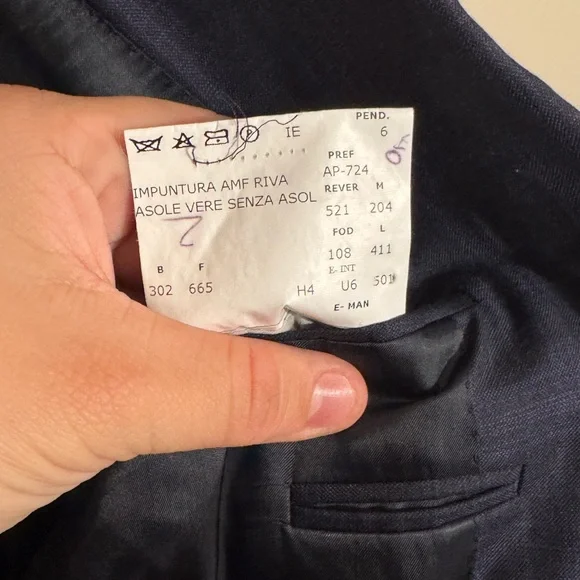 PEND.
IE 6
PREF
AP-724
IMPUNTURA AMF RIVA
ASOLE VERE SENZA ASOL
REVER M
521 204
FOD L
108 411
E- INT
B F
302 665 H4 U6 501
E- MAN